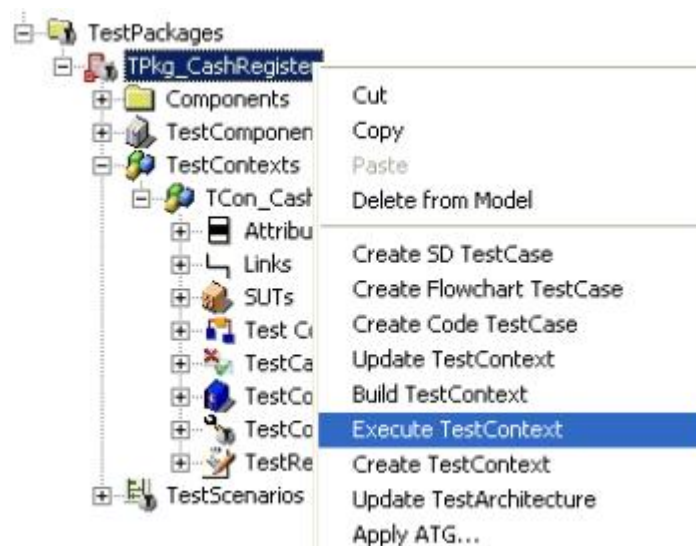 TestPackages
TPkg_CashRegister
Components
TestComponen
TestContexts
TCon_Cash
Attribu
Links
SUTs
Test Co
TestCa
TestCo
TestCo
TestRe
TestScenarios
Cut
Copy
Paste
Delete from Model
Create SD TestCase
Create Flowchart TestCase
Create Code TestCase
Update TestContext
Build TestContext
Execute TestContext
Create TestContext
Update TestArchitecture
Apply ATG...